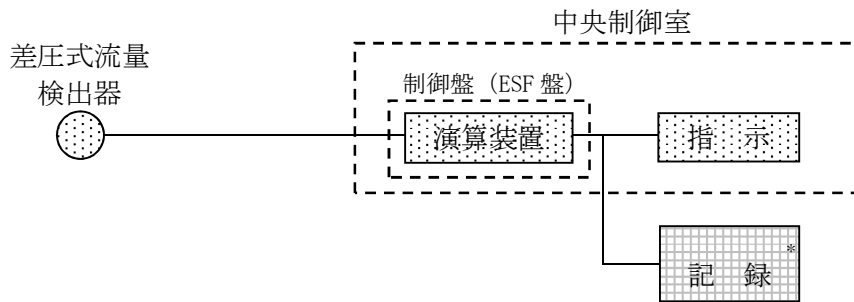 中央制御室
差圧式流量
検出器
制御盤（ESF 盤）
演算装置
指　示
*
記　録